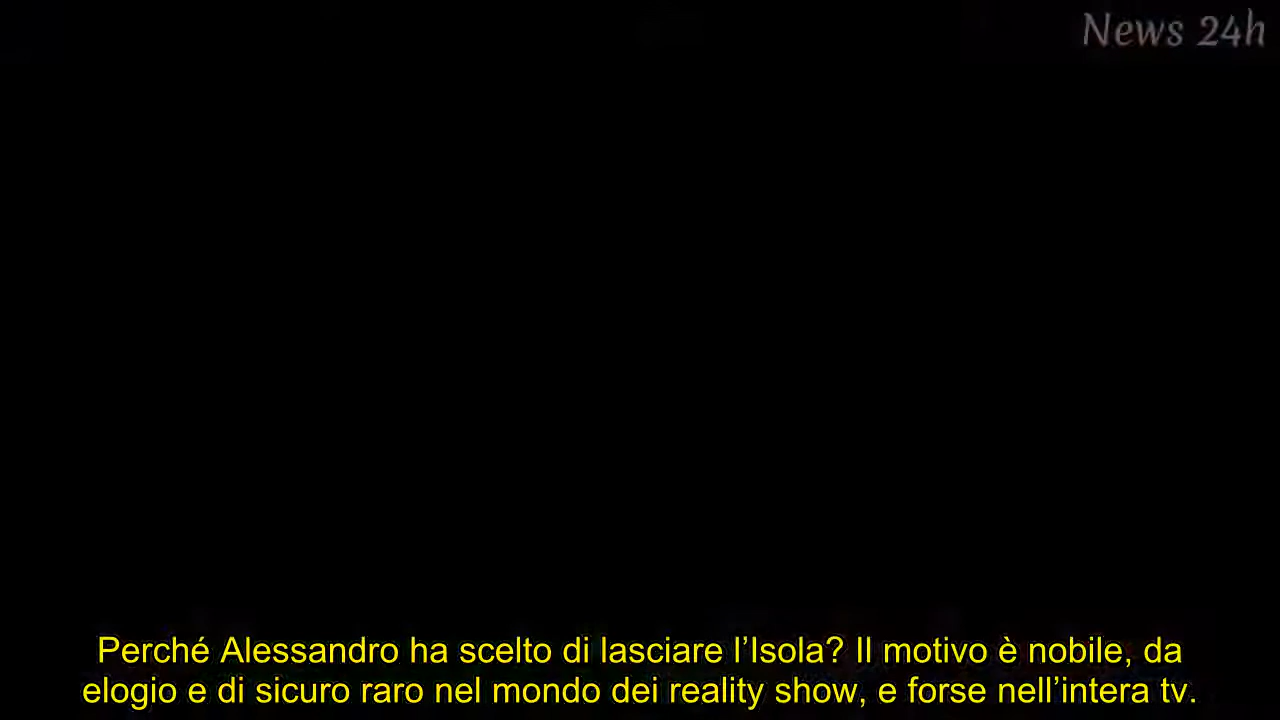 News 24h
Perché Alessandro ha scelto di lasciare l’Isola? Il motivo è nobile, da
elogio e di sicuro raro nel mondo dei reality show, e forse nell’intera tv.